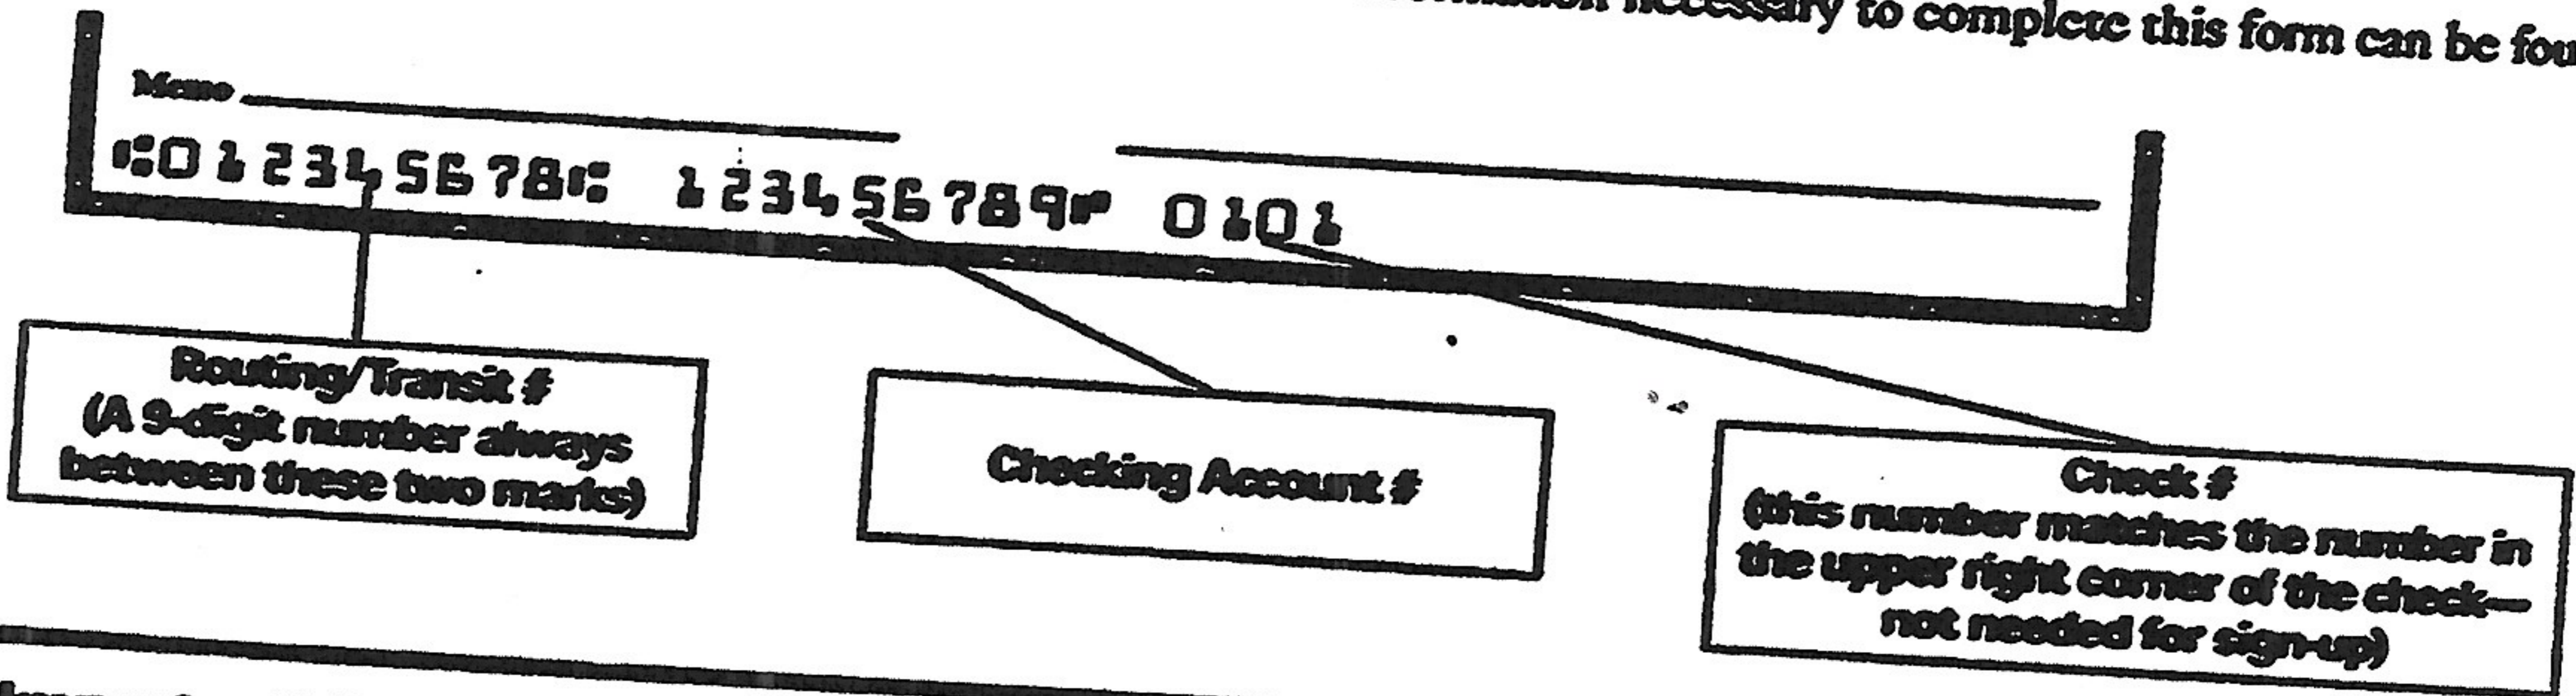 necessary to complete this form can be fou
Memo
⑆012345678⑆ 123456789⑈ 0101
Routing/Transit #
(A 9-digit number always
between these two marks)
Checking Account #
Check #
(this number matches the number in
the upper right corner of the check—
not needed for sign-up)